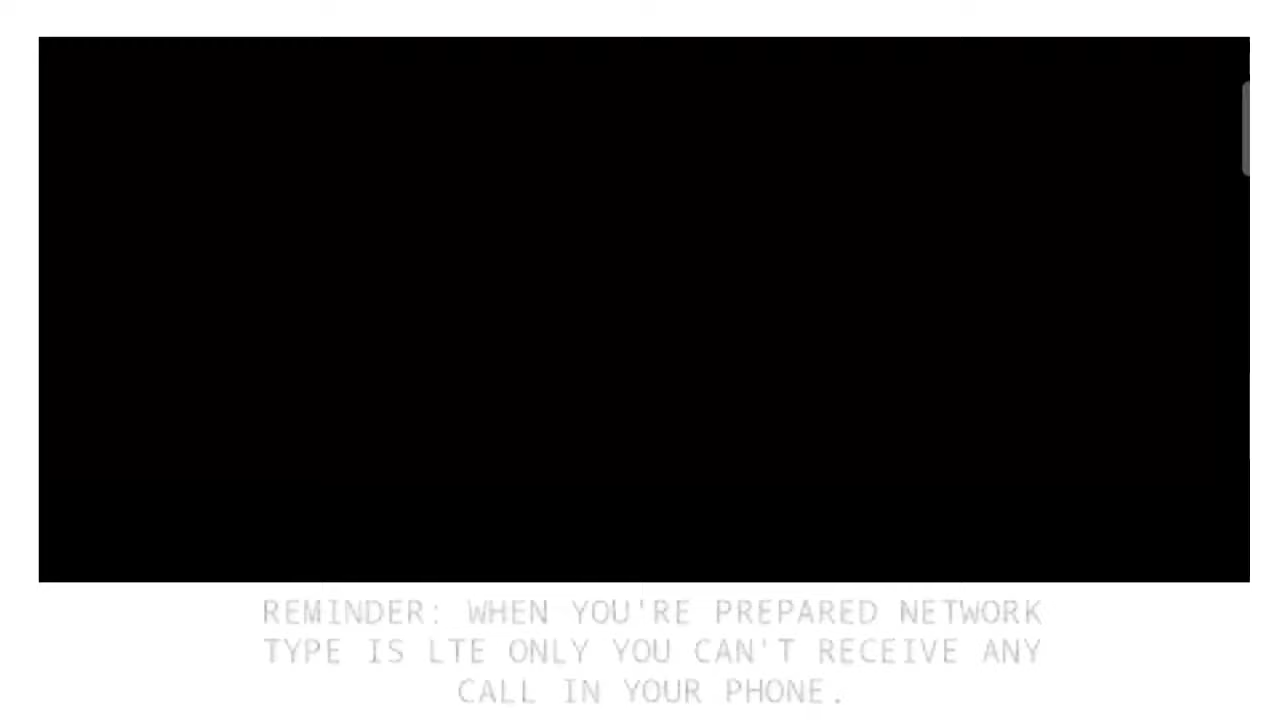 REMINDER: WHEN YOU'RE PREPARED NETWORK
TYPE IS LTE ONLY YOU CAN'T RECEIVE ANY
CALL IN YOUR PHONE.